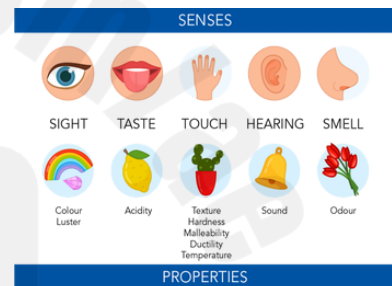 SENSES
SIGHT TASTE TOUCH HEARING SMELL
Colour Acidity Texture Sound Odour
Luster Hardness
Malleability
Ductility
Temperature
PROPERTIES